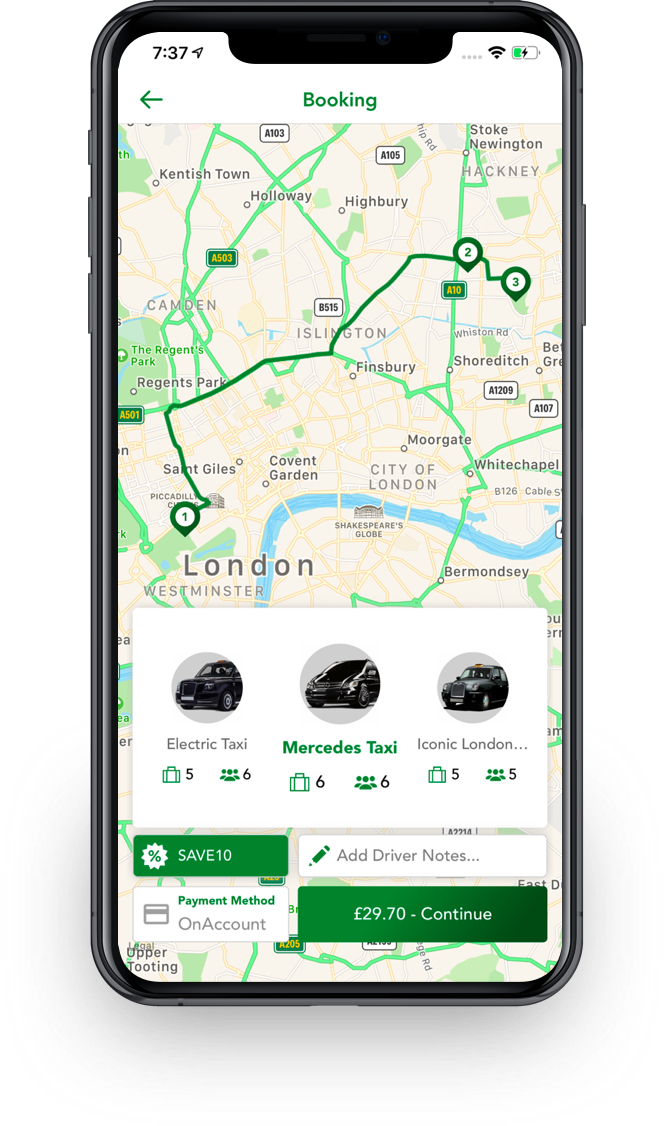 7:37
Booking
A103
Stoke
Newington
A105
HACKNEY
Kentish Town
Holloway
Highbury
2
A503
3
A10
CAMDEN
B515
ISLINGTON
Whiston Rd
The Regent's
Park
Finsbury
Shoreditch
Regents Park
A1209
A501
A107
Moorgate
Saint Giles
Covent
Garden
CITY OF
LONDON
Whitechapel
B126
1
SHAKESPEARE'S
GLOBE
London
Bermondsey
WESTMINSTER
Electric Taxi
Mercedes Taxi
Iconic London...
5
6
6
6
5
5
A2214
%
SAVE10
Add Driver Notes...
Payment Method
OnAccount
£29.70 - Continue
A205
Legal
Upper
Tooting